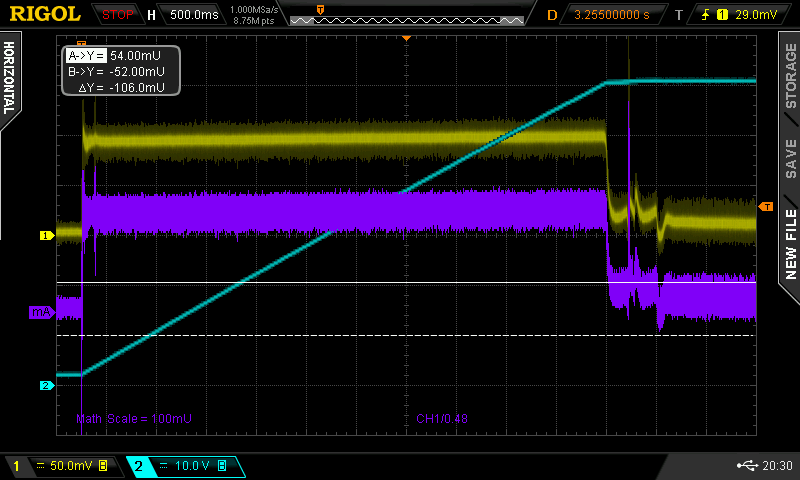 RIGOL STOP H 500.0ms 1.000MSa/s 8.75M pts D 3.25500000 s T 1 29.0mV
HORIZONTAL
A->Y= 54.00mU
B->Y= -52.00mU
ΔY= -106.0mU
STORAGE
SAVE
NEW FILE
T
1
mA
2
Math Scale = 100mU CH1/0.48
1 50.0mV B 2 10.0 V B 20:30